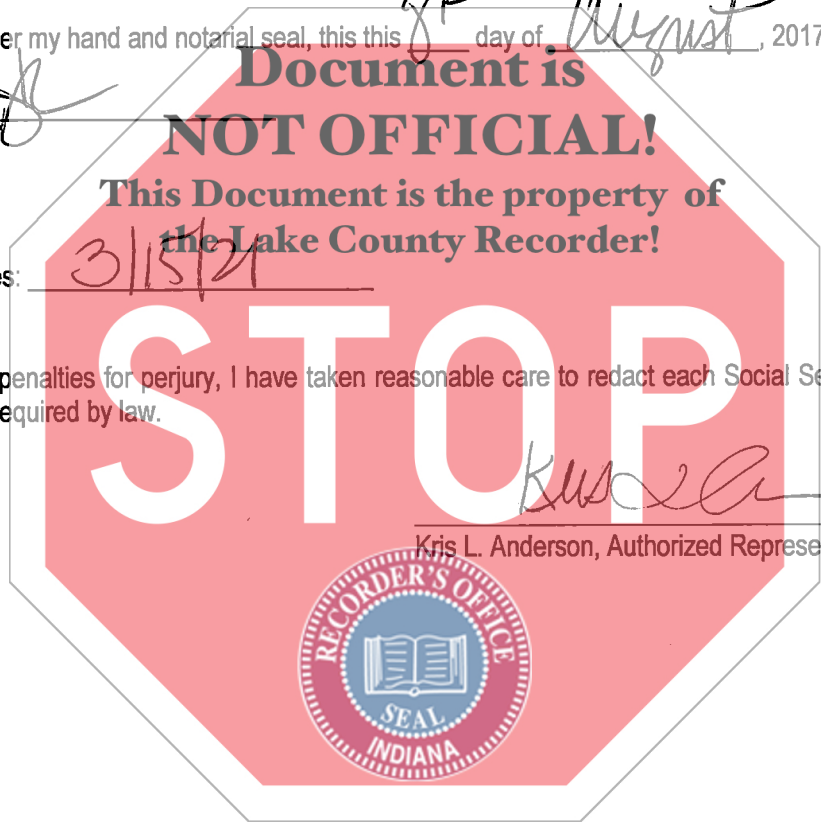 er my hand and notarial seal, this this day of August, 2017
Document is
NOT OFFICIAL!
This Document is the property of
the Lake County Recorder!
es: 3/15/21
STOP
penalties for perjury, I have taken reasonable care to redact each Social Se
equired by law.
Kris L. Anderson, Authorized Represe
RECORDER'S OFFICE
SEAL
INDIANA